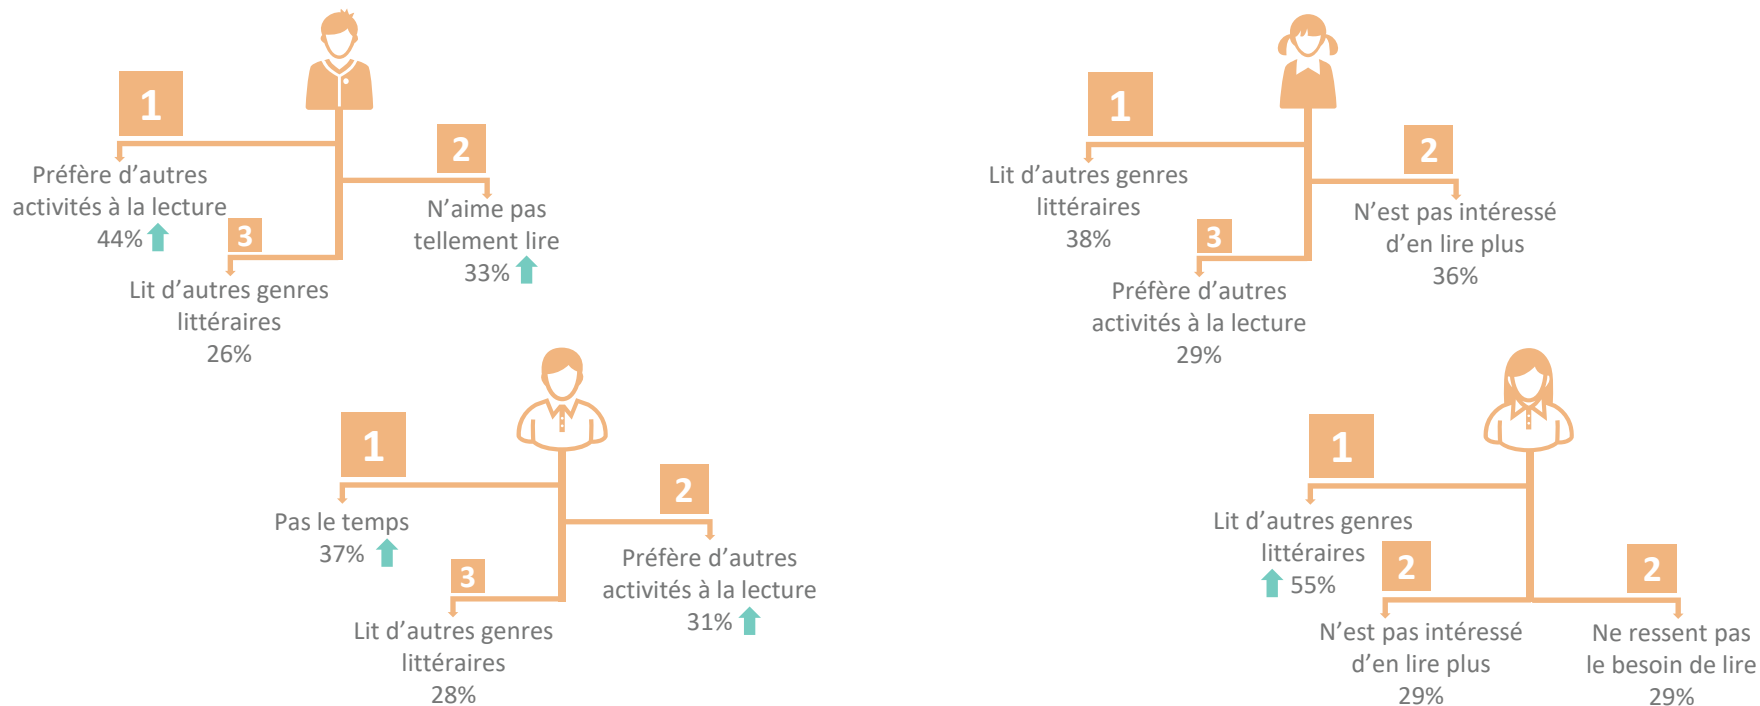 1
Préfère d’autres
activités à la lecture
44%
2
N’aime pas
tellement lire
33%
3
Lit d’autres genres
littéraires
26%
1
Lit d’autres genres
littéraires
38%
2
N’est pas intéressé
d’en lire plus
36%
3
Préfère d’autres
activités à la lecture
29%
1
Pas le temps
37%
2
Préfère d’autres
activités à la lecture
31%
3
Lit d’autres genres
littéraires
28%
1
Lit d’autres genres
littéraires
55%
2
N’est pas intéressé
d’en lire plus
29%
2
Ne ressent pas
le besoin de lire
29%